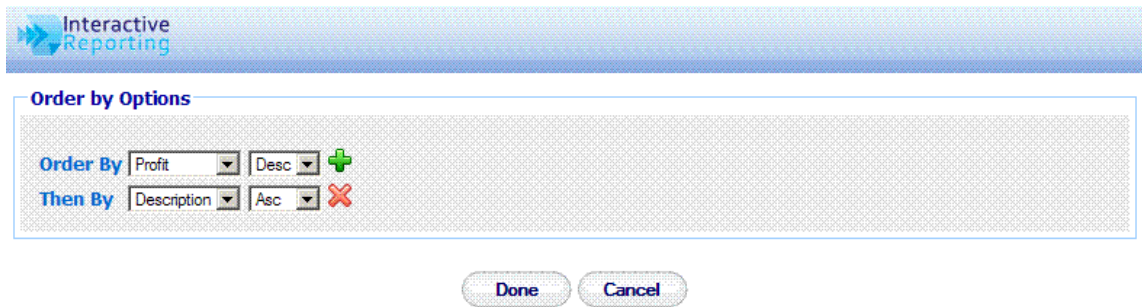 Interactive
Reporting
Order by Options
Order By Profit Desc
Then By Description Asc
Done Cancel